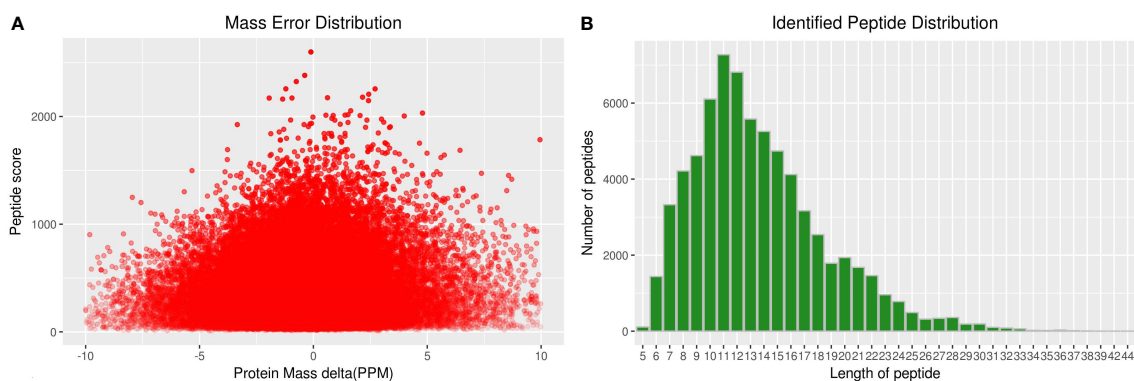 A
Mass Error Distribution
Peptide score
2000
1000
0
-10 -5 0 5 10
Protein Mass delta(PPM)
B
Identified Peptide Distribution
Number of peptides
6000
4000
2000
0
5 6 7 8 9 10 11 12 13 14 15 16 17 18 19 20 21 22 23 24 25 26 27 28 29 30 31 32 33 34 35 36 37 38 39 40 42 44
Length of peptide